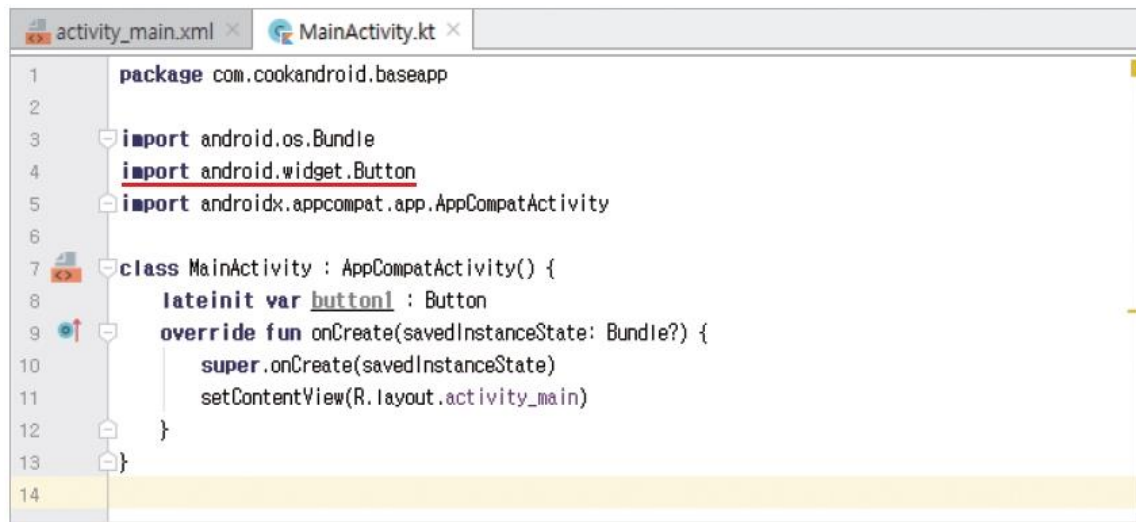 activity_main.xml
MainActivity.kt
1 package com.cookandroid.baseapp
2
3 import android.os.Bundle
4 import android.widget.Button
5 import androidx.appcompat.app.AppCompatActivity
6
7 class MainActivity : AppCompatActivity() {
8 lateinit var button1 : Button
9 override fun onCreate(savedInstanceState: Bundle?) {
10 super.onCreate(savedInstanceState)
11 setContentView(R.layout.activity_main)
12 }
13 }
14